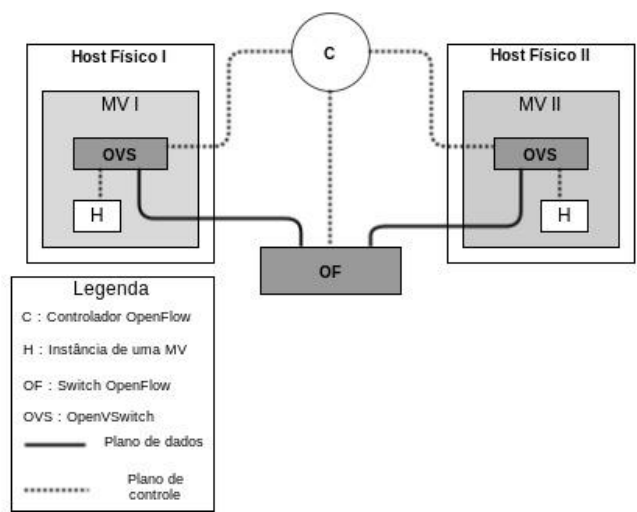 Host Físico I
C
Host Físico II
MV I
MV II
OVS
OVS
H
H
OF
Legenda
C : Controlador OpenFlow
H : Instância de uma MV
OF : Switch OpenFlow
OVS : OpenVSwitch
Plano de dados
Plano de
controle